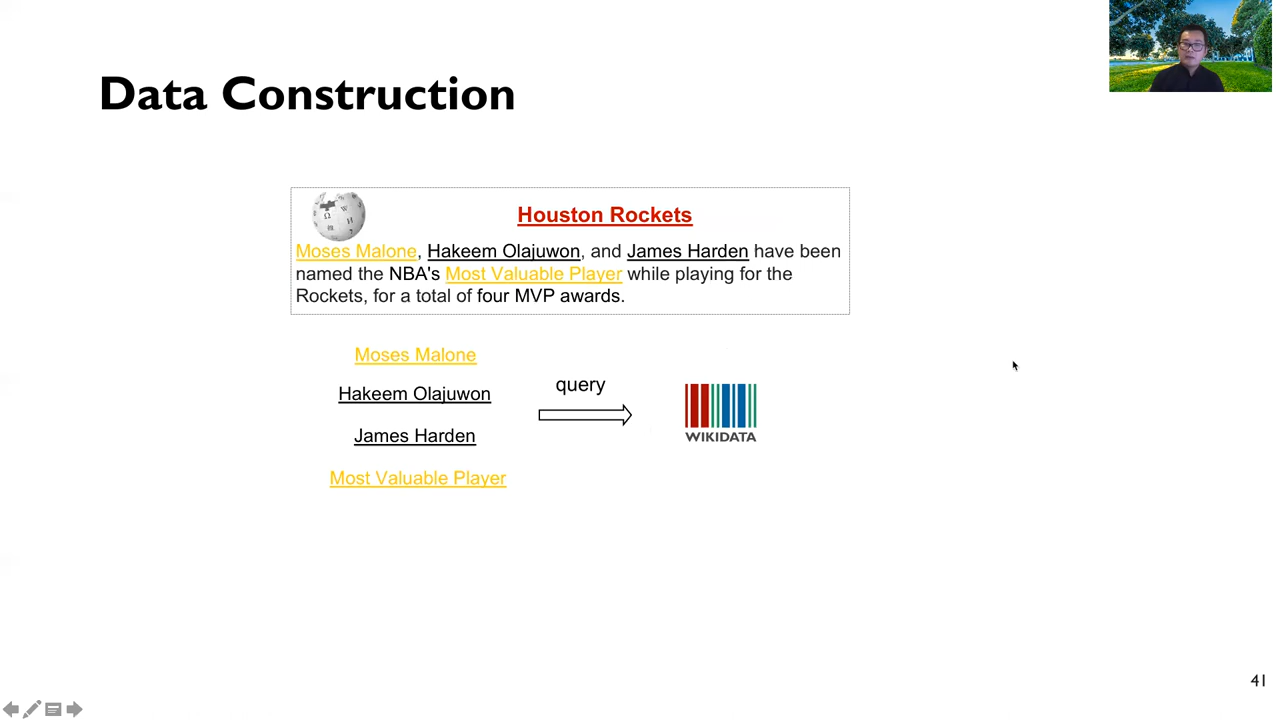 Data Construction
Houston Rockets
Moses Malone, Hakeem Olajuwon, and James Harden have been
named the NBA's Most Valuable Player while playing for the
Rockets, for a total of four MVP awards.
Moses Malone
Hakeem Olajuwon
James Harden
Most Valuable Player
query
WIKIDATA
41